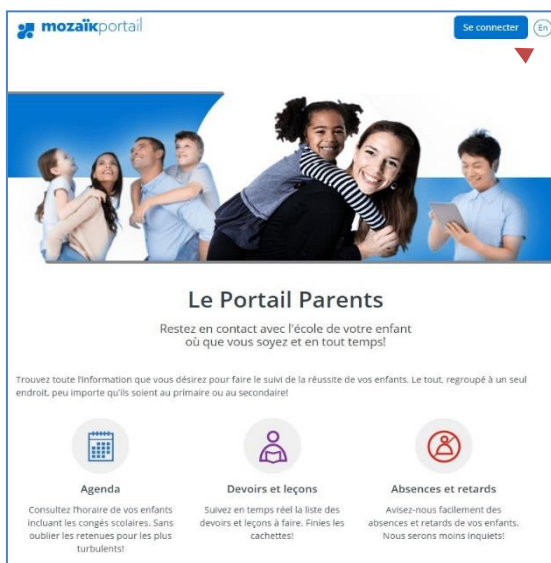 mozaïkportail
Se connecter
En
Le Portail Parents
Restez en contact avec l'école de votre enfant
où que vous soyez et en tout temps!
Trouvez toute l'information que vous désirez pour faire le suivi de la réussite de vos enfants. Le tout, regroupé à un seul
endroit, peu importe qu'ils soient au primaire ou au secondaire!
Agenda
Consultez l'horaire de vos enfants
incluant les congés scolaires. Sans
oublier les retenues pour les plus
turbulents!
Devoirs et leçons
Suivez en temps réel la liste des
devoirs et leçons à faire. Finies les
cachettes!
Absences et retards
Avisez-nous facilement des
absences et retards de vos enfants.
Nous serons moins inquiets!